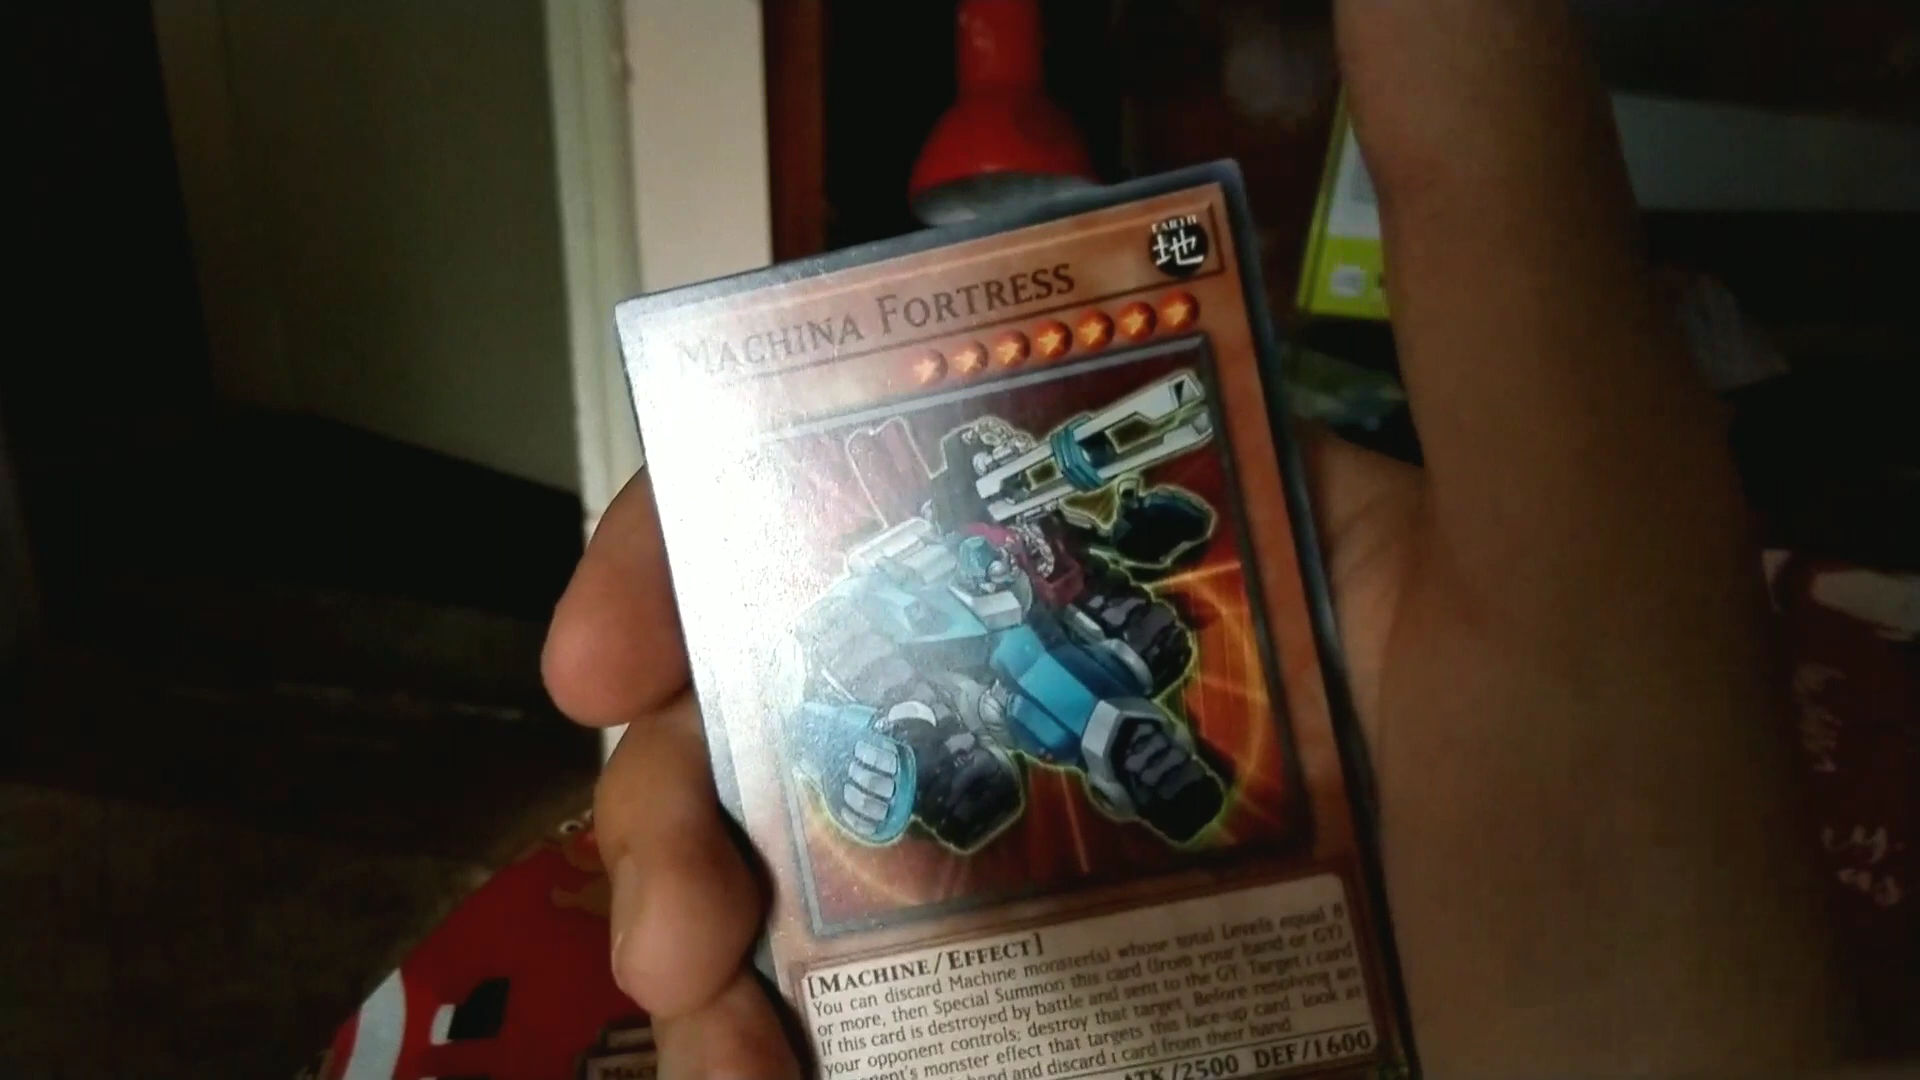 EARTH
地
MACHINA FORTRESS
[MACHINE/EFFECT]
You can discard Machine monster(s) whose total Levels equal 8
or more, then Special Summon this card (from your hand or GY).
If this card is destroyed by battle and sent to the GY: Target 1 card
your opponent controls; destroy that target. Before resolving an
opponent's monster effect that targets this face-up card, look at
hand and discard 1 card from their hand.
ATK/2500 DEF/1600
MACH